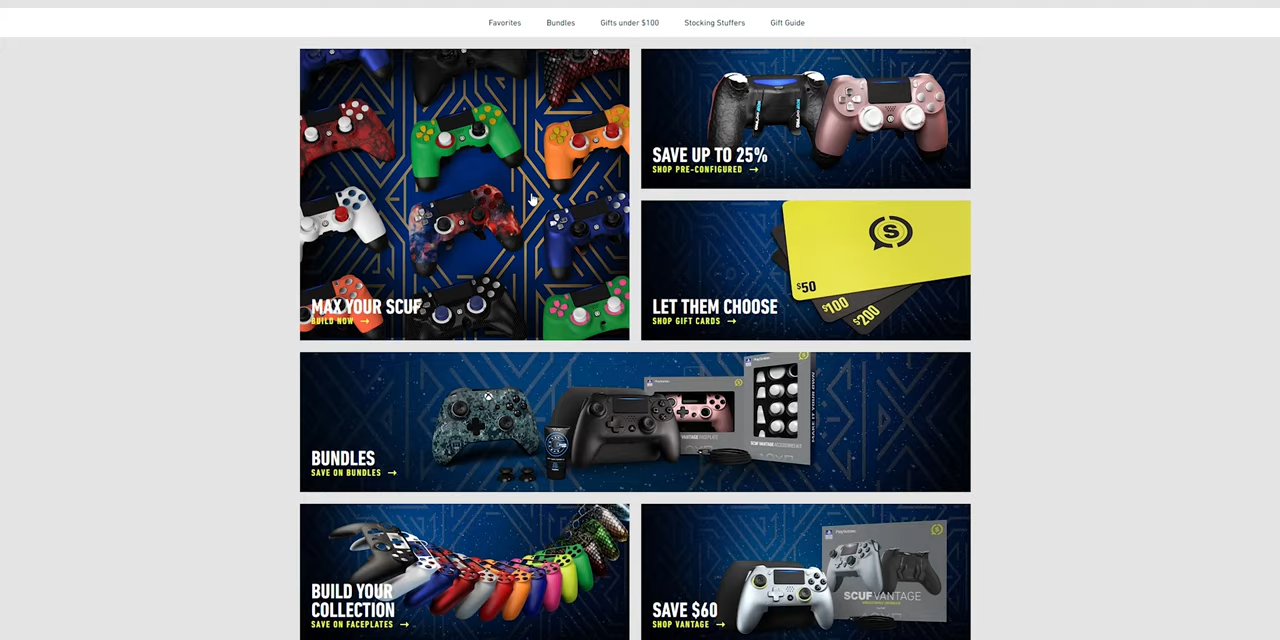 Favorites
Bundles
Gifts under $100
Stocking Stuffers
Gift Guide
MAX YOUR SCUF
BUILD NOW →
SAVE UP TO 25%
SHOP PRE-CONFIGURED →
S
$50
$100
$200
LET THEM CHOOSE
SHOP GIFT CARDS →
BUNDLES
SAVE ON BUNDLES →
BUILD YOUR
COLLECTION
SAVE ON FACEPLATES →
SAVE $60
SHOP VANTAGE →
PlayStation
SCUF VANTAGE